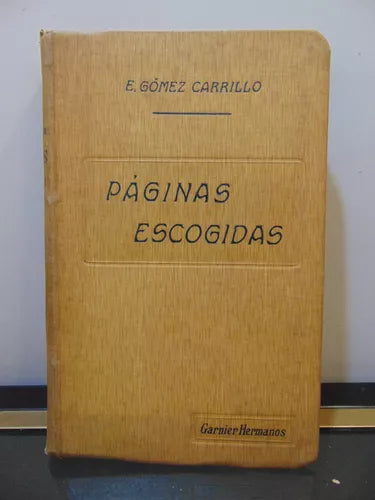 E. GÓMEZ CARRILLO
PÁGINAS
ESCOGIDAS
Garnier Hermanos